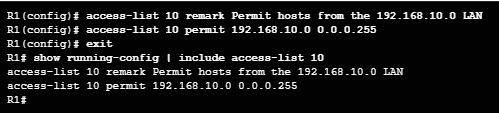 R1(config)# access-list 10 remark Permit hosts from the 192.168.10.0 LAN
R1(config)# access-list 10 permit 192.168.10.0 0.0.0.255
R1(config)# exit
R1# show running-config | include access-list 10
access-list 10 remark Permit hosts from the 192.168.10.0 LAN
access-list 10 permit 192.168.10.0 0.0.0.255
R1#